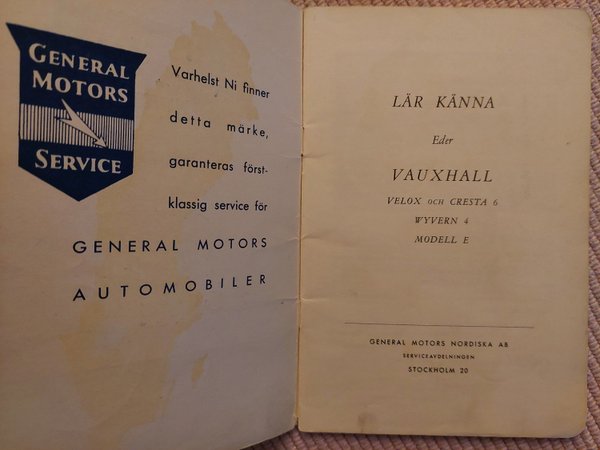 GENERAL
MOTORS
SERVICE
Varhelst Ni finner
detta märke,
garanteras först-
klassig service för
GENERAL MOTORS
AUTOMOBILER
LÄR KÄNNA
Eder
VAUXHALL
VELOX OCH CRESTA 6
WYVERN 4
MODELL E
GENERAL MOTORS NORDISKA AB
SERVICEAVDELNINGEN
STOCKHOLM 20